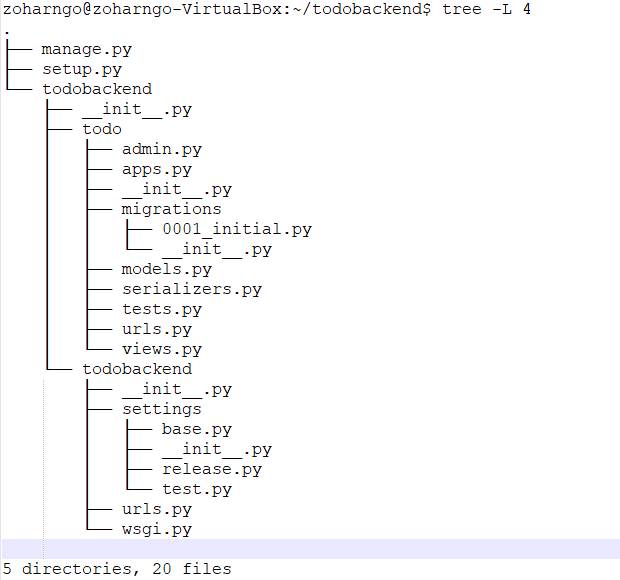 zoharngo@zoharngo-VirtualBox:~/todobackend$ tree -L 4
.
├── manage.py
├── setup.py
└── todobackend
    ├── __init__.py
    ├── todo
    │   ├── admin.py
    │   ├── apps.py
    │   ├── __init__.py
    │   ├── migrations
    │   │   ├── 0001_initial.py
    │   │   └── __init__.py
    │   ├── models.py
    │   ├── serializers.py
    │   ├── tests.py
    │   ├── urls.py
    │   └── views.py
    └── todobackend
        ├── __init__.py
        ├── settings
        │   ├── base.py
        │   ├── __init__.py
        │   ├── release.py
        │   └── test.py
        ├── urls.py
        └── wsgi.py
5 directories, 20 files